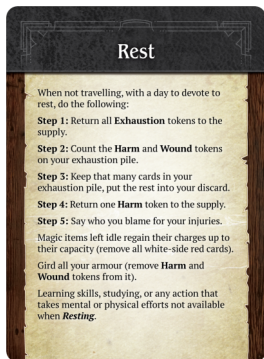 Rest
When not travelling, with a day to devote to
rest, do the following:
Step 1: Return all Exhaustion tokens to the
supply.
Step 2: Count the Harm and Wound tokens
on your exhaustion pile.
Step 3: Keep that many cards in your
exhaustion pile, put the rest into your discard.
Step 4: Return one Harm token to the supply.
Step 5: Say who you blame for your injuries.
Magic items left idle regain their charges up to
their capacity (remove all white-side red cards).
Gird all your armour (remove Harm and
Wound tokens from it).
Learning skills, studying, or any action that
takes mental or physical efforts not available
when Resting.